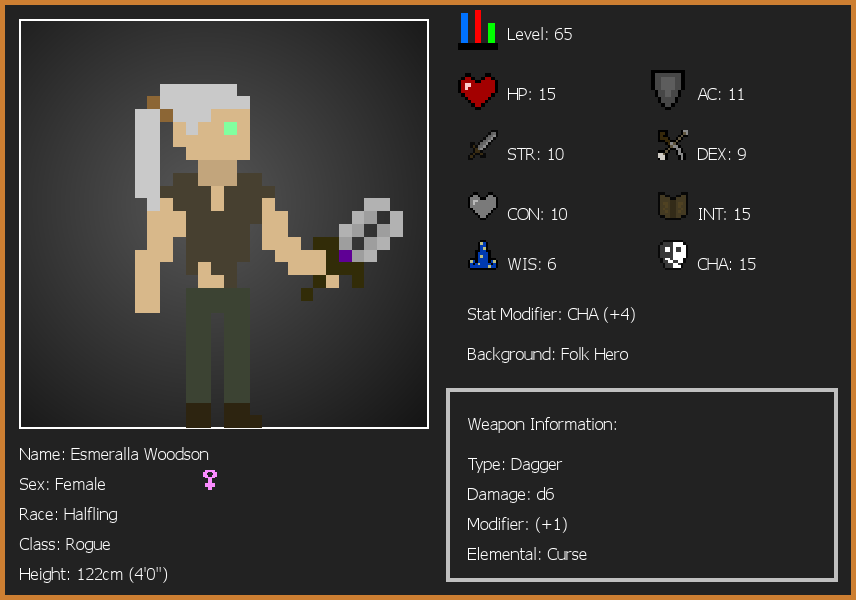 Level: 65
HP: 15
AC: 11
STR: 10
DEX: 9
CON: 10
INT: 15
WIS: 6
CHA: 15
Stat Modifier: CHA (+4)
Background: Folk Hero
Weapon Information:
Type: Dagger
Damage: d6
Modifier: (+1)
Elemental: Curse
Name: Esmeralla Woodson
Sex: Female
Race: Halfling
Class: Rogue
Height: 122cm (4'0")